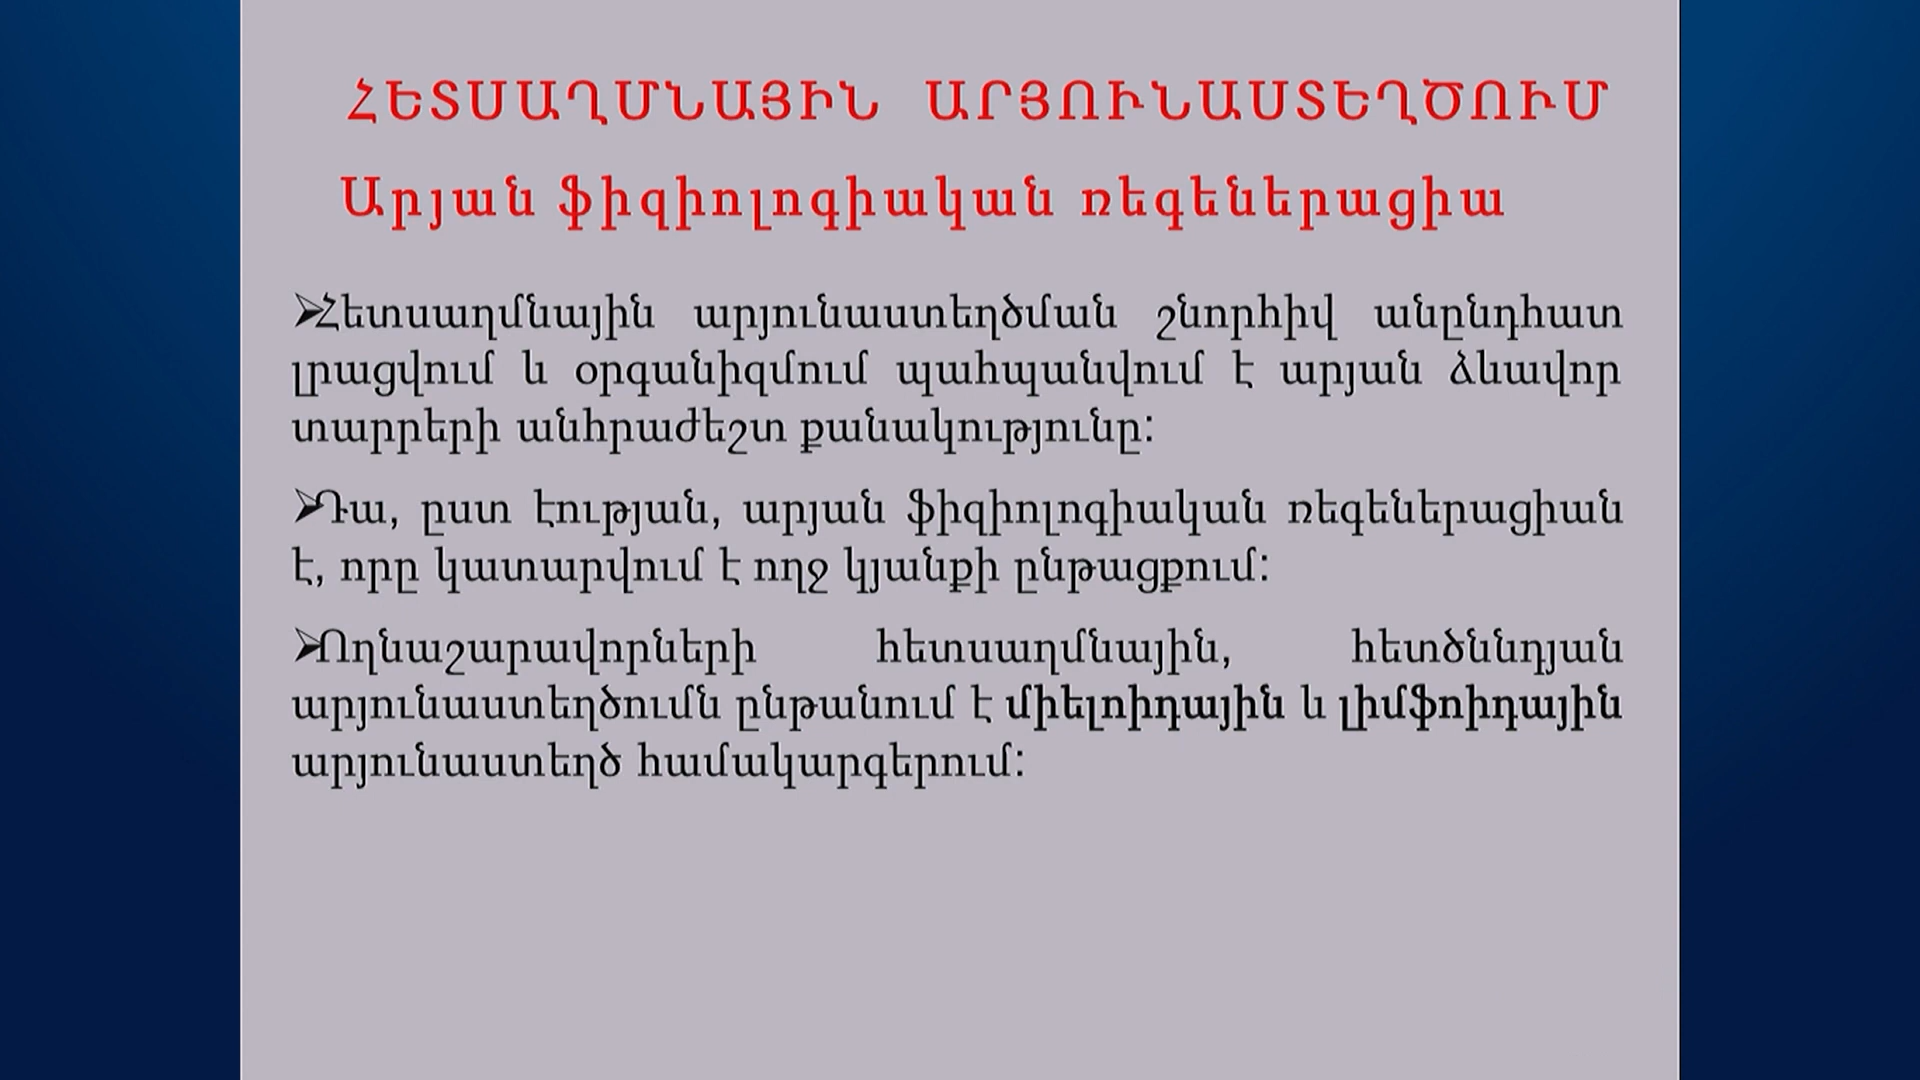 ՀԵՏՍԱՂՄՆԱՅԻՆ ԱՐՅՈՒՆԱՍՏԵՂԾՈՒՄ
Արյան ֆիզիոլոգիական ռեգեներացիա
➢Հետսաղմնային արյունաստեղծման շնորհիվ անընդհատ
լրացվում և օրգանիզմում պահպանվում է արյան ձևավոր
տարրերի անհրաժեշտ քանակությունը:
➢Դա, ըստ էության, արյան ֆիզիոլոգիական ռեգեներացիան
է, որը կատարվում է ողջ կյանքի ընթացքում:
➢Ողնաշարավորների հետսաղմնային, հետծննդյան
արյունաստեղծումն ընթանում է միելոիդային և լիմֆոիդային
արյունաստեղծ համակարգերում: